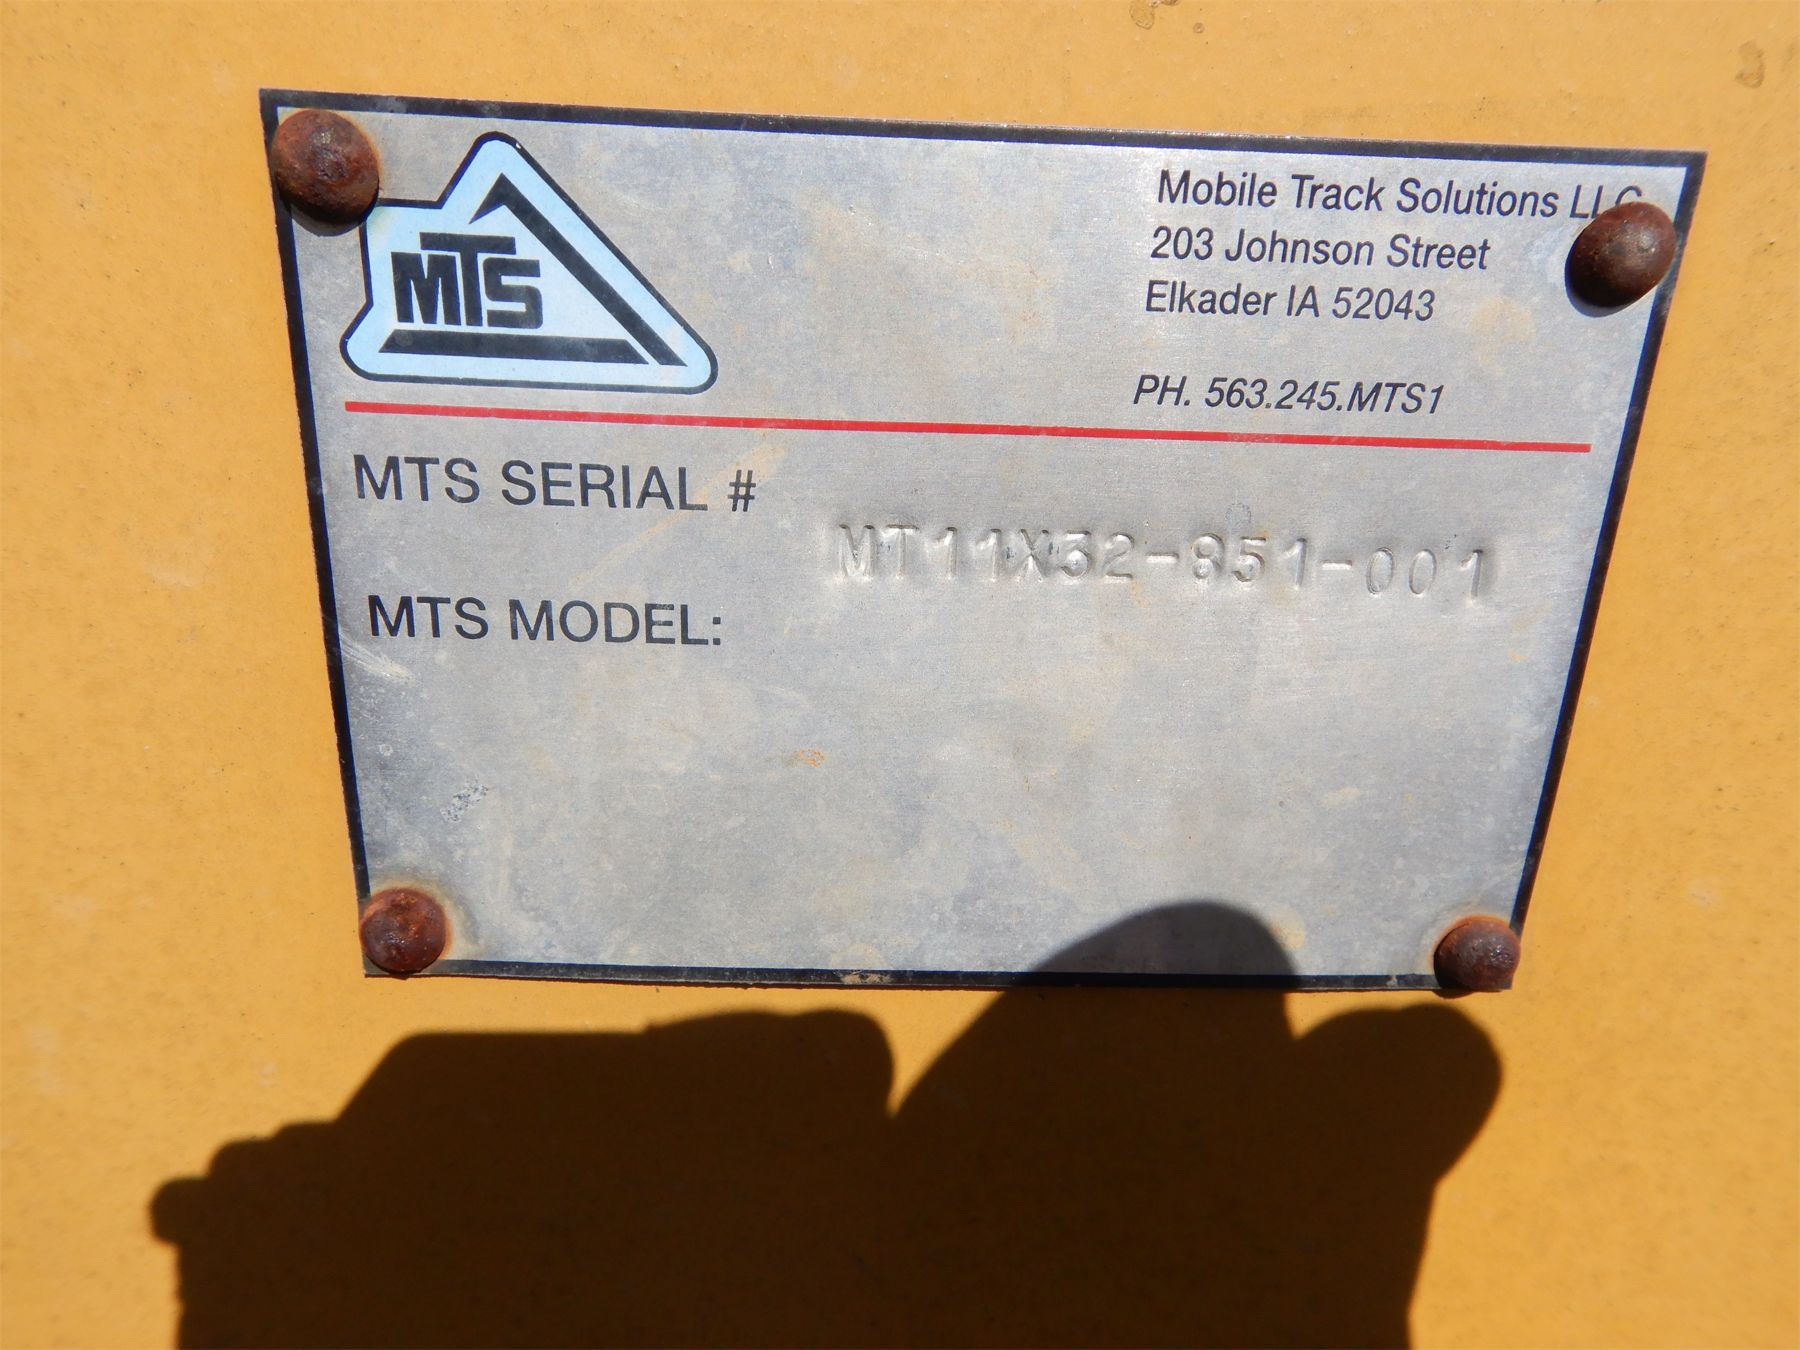 MTS
Mobile Track Solutions LLC
203 Johnson Street
Elkader IA 52043
PH. 563.245.MTS1
MTS SERIAL #
MT11X32-851-001
MTS MODEL: